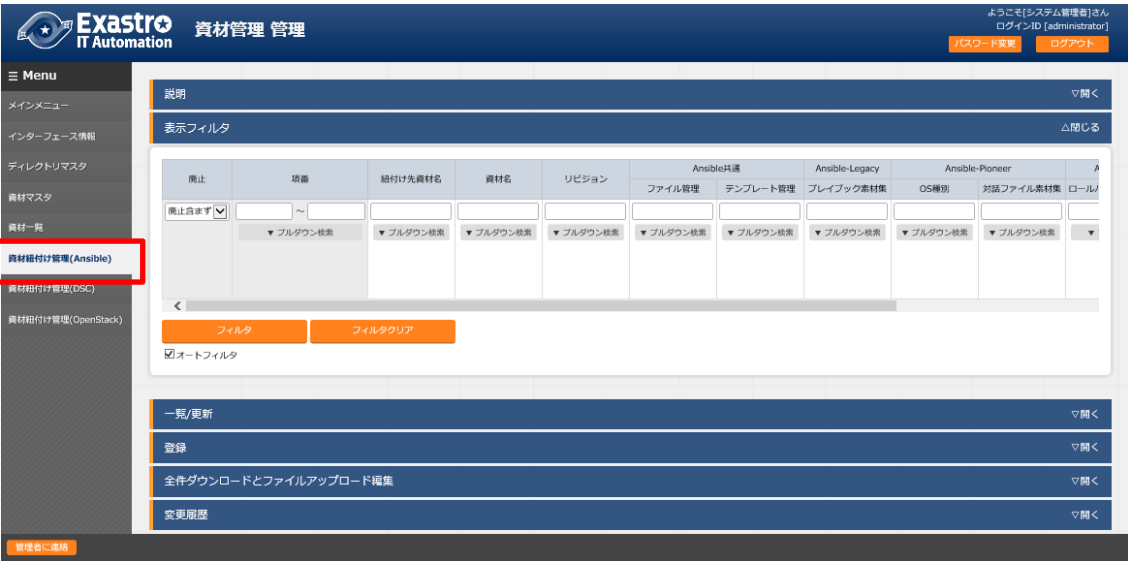 Exastro
IT Automation
資材管理 管理
ようこそ[システム管理者]さん
ログインID [administrator]
パスワード変更
ログアウト
☰ Menu
メインメニュー
インターフェース情報
ディレクトリマスタ
資材マスタ
資材一覧
資材紐付け管理(Ansible)
資材紐付け管理(DSC)
資材紐付け管理(OpenStack)
説明 ▽開く
表示フィルタ △閉じる
廃止 項番 紐付け先資材名 資材名 リビジョン Ansible共通 Ansible-Legacy Ansible-Pioneer A
ファイル管理 テンプレート管理 プレイブック素材集 OS種別 対話ファイル素材集 ロールパ
廃止含まず ～
▼ プルダウン検索 ▼ プルダウン検索 ▼ プルダウン検索 ▼ プルダウン検索 ▼ プルダウン検索 ▼ プルダウン検索 ▼ プルダウン検索 ▼ プルダウン検索 ▼ プルダウン検索 ▼
フィルタ フィルタクリア
オートフィルタ
一覧/更新 ▽開く
登録 ▽開く
全件ダウンロードとファイルアップロード編集 ▽開く
変更履歴 ▽開く
管理者に連絡